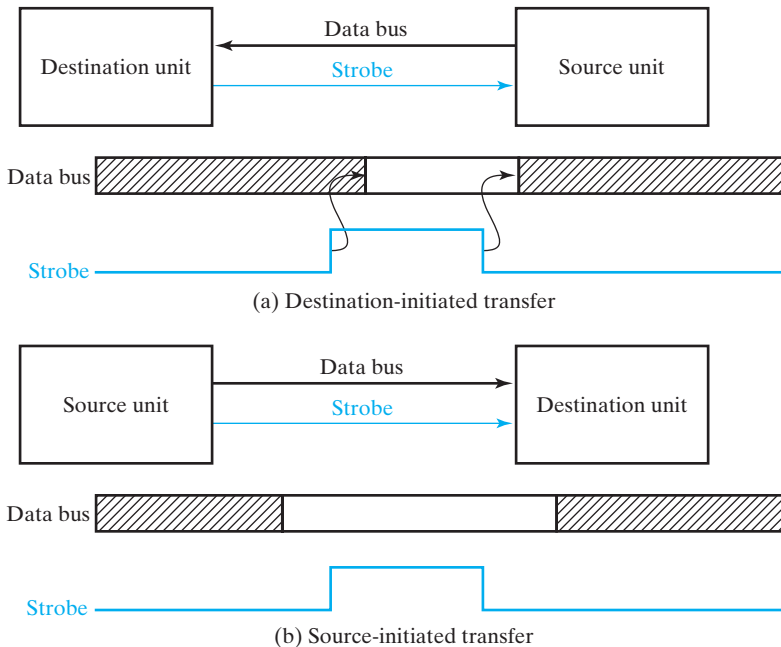 Data bus
Destination unit
Source unit
Strobe
Data bus
Strobe
(a) Destination-initiated transfer
Data bus
Source unit
Destination unit
Strobe
Data bus
Strobe
(b) Source-initiated transfer